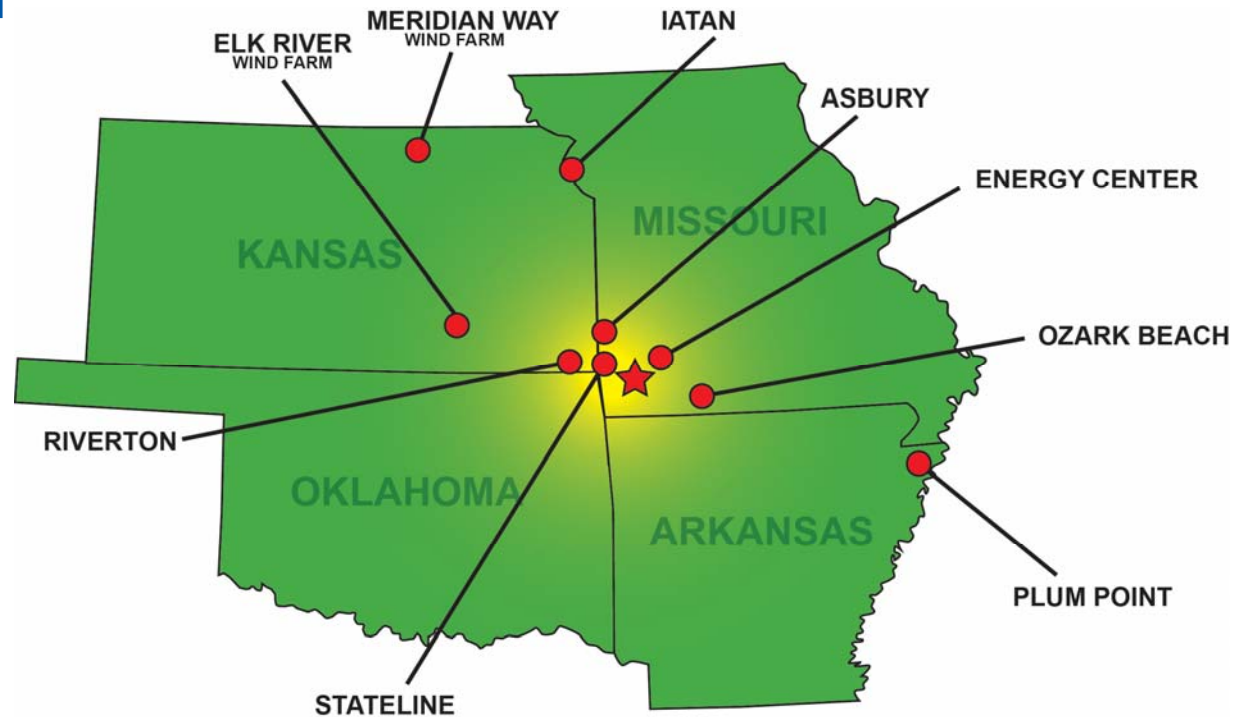 MERIDIAN WAY
WIND FARM
IATAN
ELK RIVER
WIND FARM
ASBURY
ENERGY CENTER
MISSOURI
KANSAS
OZARK BEACH
RIVERTON
OKLAHOMA
ARKANSAS
PLUM POINT
STATELINE